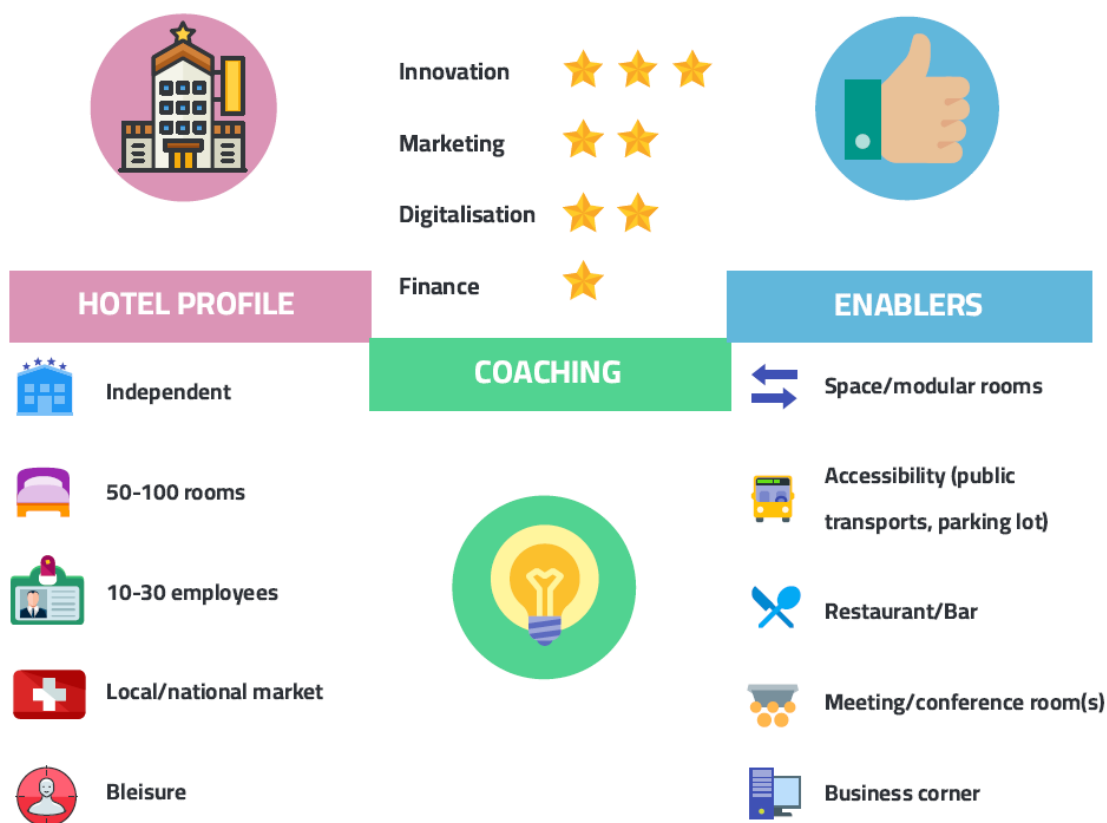 Innovation
Marketing
Digitalisation
Finance
HOTEL PROFILE
Independent
50-100 rooms
10-30 employees
Local/national market
Bleisure
COACHING
ENABLERS
Space/modular rooms
Accessibility (public
transports, parking lot)
Restaurant/Bar
Meeting/conference room(s)
Business corner